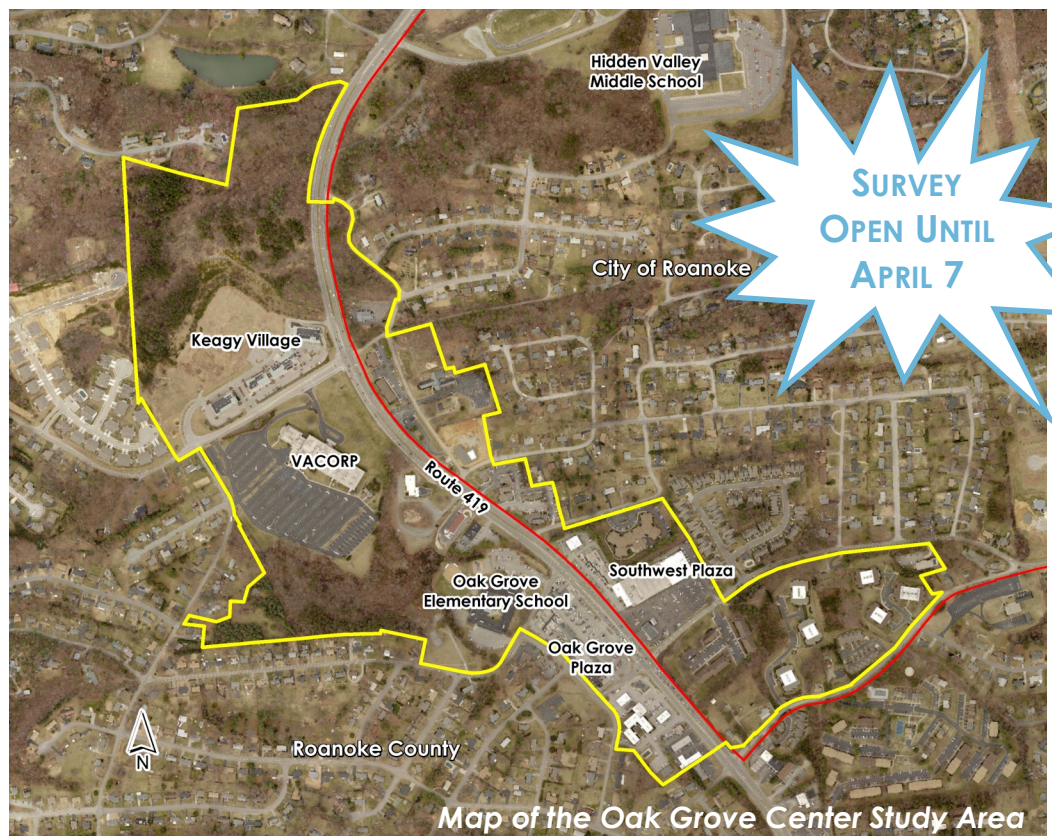 Hidden Valley
Middle School
SURVEY
OPEN UNTIL
APRIL 7
City of Roanoke
Keagy Village
VACORP
Route 419
Southwest Plaza
Oak Grove
Elementary School
Oak Grove
Plaza
N
Roanoke County
Map of the Oak Grove Center Study Area